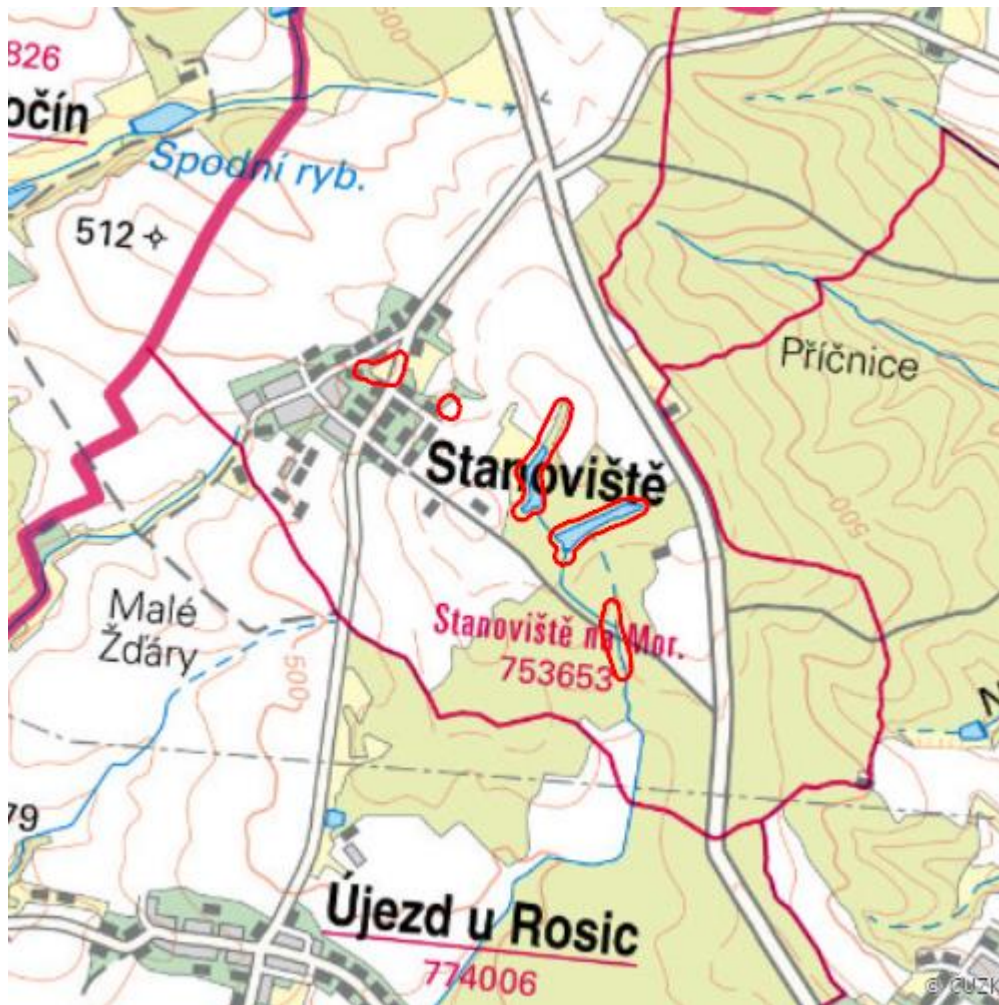 826
očín
Spodní ryb.
512
Příčnice
Stanoviště
500
500
Malé
Žďáry
Stanoviště na Mor.
753653
500
N
79
Újezd u Rosic
774006
© ČÚZK